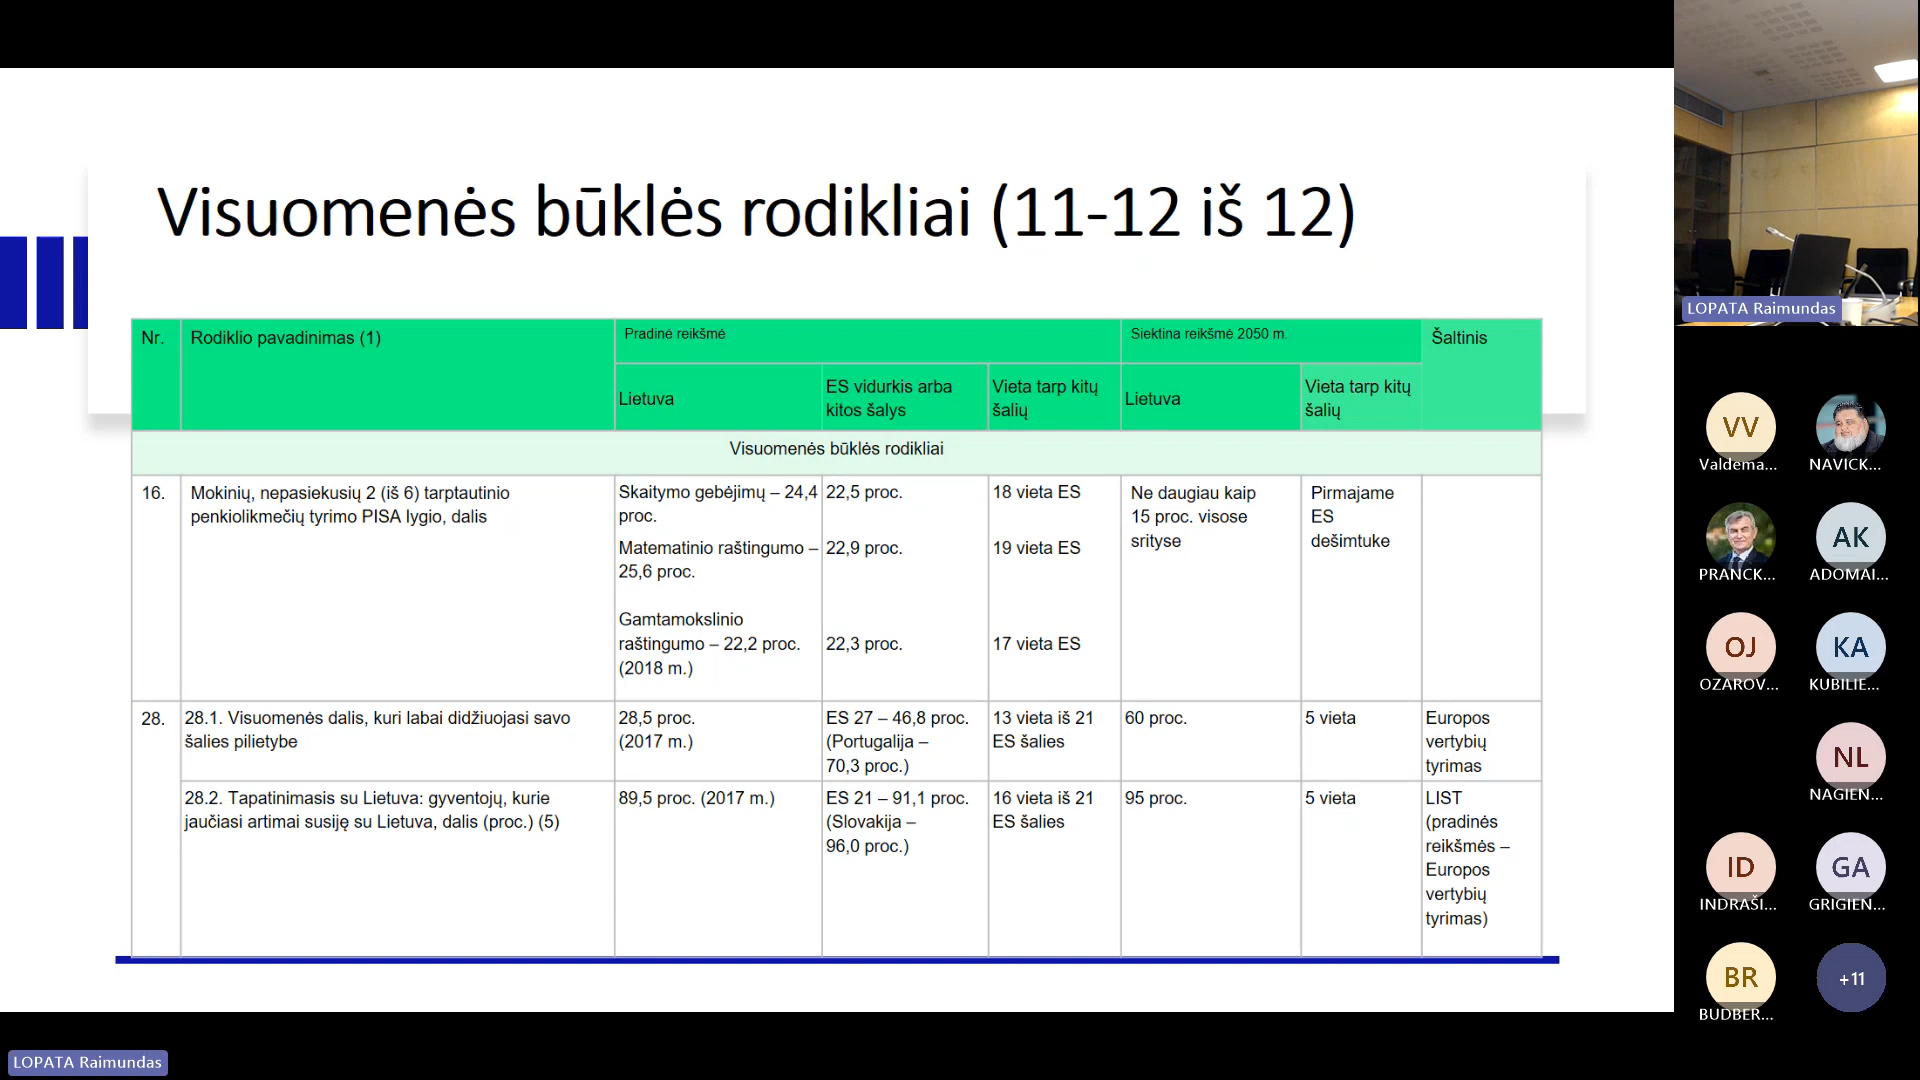 Visuomenės būklės rodikliai (11-12 iš 12)
Nr.
Rodiklio pavadinimas (1)
Pradinė reikšmė
Siektina reikšmė 2050 m.
Šaltinis
Lietuva
ES vidurkis arba
kitos šalys
Vieta tarp kitų
šalių
Lietuva
Vieta tarp kitų
šalių
Visuomenės būklės rodikliai
16.
Mokinių, nepasiekusių 2 (iš 6) tarptautinio
penkiolikmečių tyrimo PISA lygio, dalis
Skaitymo gebėjimų – 24,4
proc.
22,5 proc.
18 vieta ES
Matematinio raštingumo –
25,6 proc.
22,9 proc.
19 vieta ES
Gamtamokslinio
raštingumo – 22,2 proc.
(2018 m.)
22,3 proc.
17 vieta ES
Ne daugiau kaip
15 proc. visose
srityse
Pirmajame
ES
dešimtuke
28.
28.1. Visuomenės dalis, kuri labai didžiuojasi savo
šalies pilietybe
28,5 proc.
(2017 m.)
ES 27 – 46,8 proc.
(Portugalija –
70,3 proc.)
13 vieta iš 21
ES šalies
60 proc.
5 vieta
Europos
vertybių
tyrimas
28.2. Tapatinimasis su Lietuva: gyventojų, kurie
jaučiasi artimai susiję su Lietuva, dalis (proc.) (5)
89,5 proc. (2017 m.)
ES 21 – 91,1 proc.
(Slovakija –
96,0 proc.)
16 vieta iš 21
ES šalies
95 proc.
5 vieta
LIST
(pradinės
reikšmės –
Europos
vertybių
tyrimas)
LOPATA Raimundas
LOPATA Raimundas
VV
Valdema...
NAVICK...
PRANCK...
AK
ADOMAI...
OJ
OZAROV...
KA
KUBILIE...
NL
NAGIEN...
ID
INDRAŠI...
GA
GRIGIEN...
BR
BUDBER...
+11